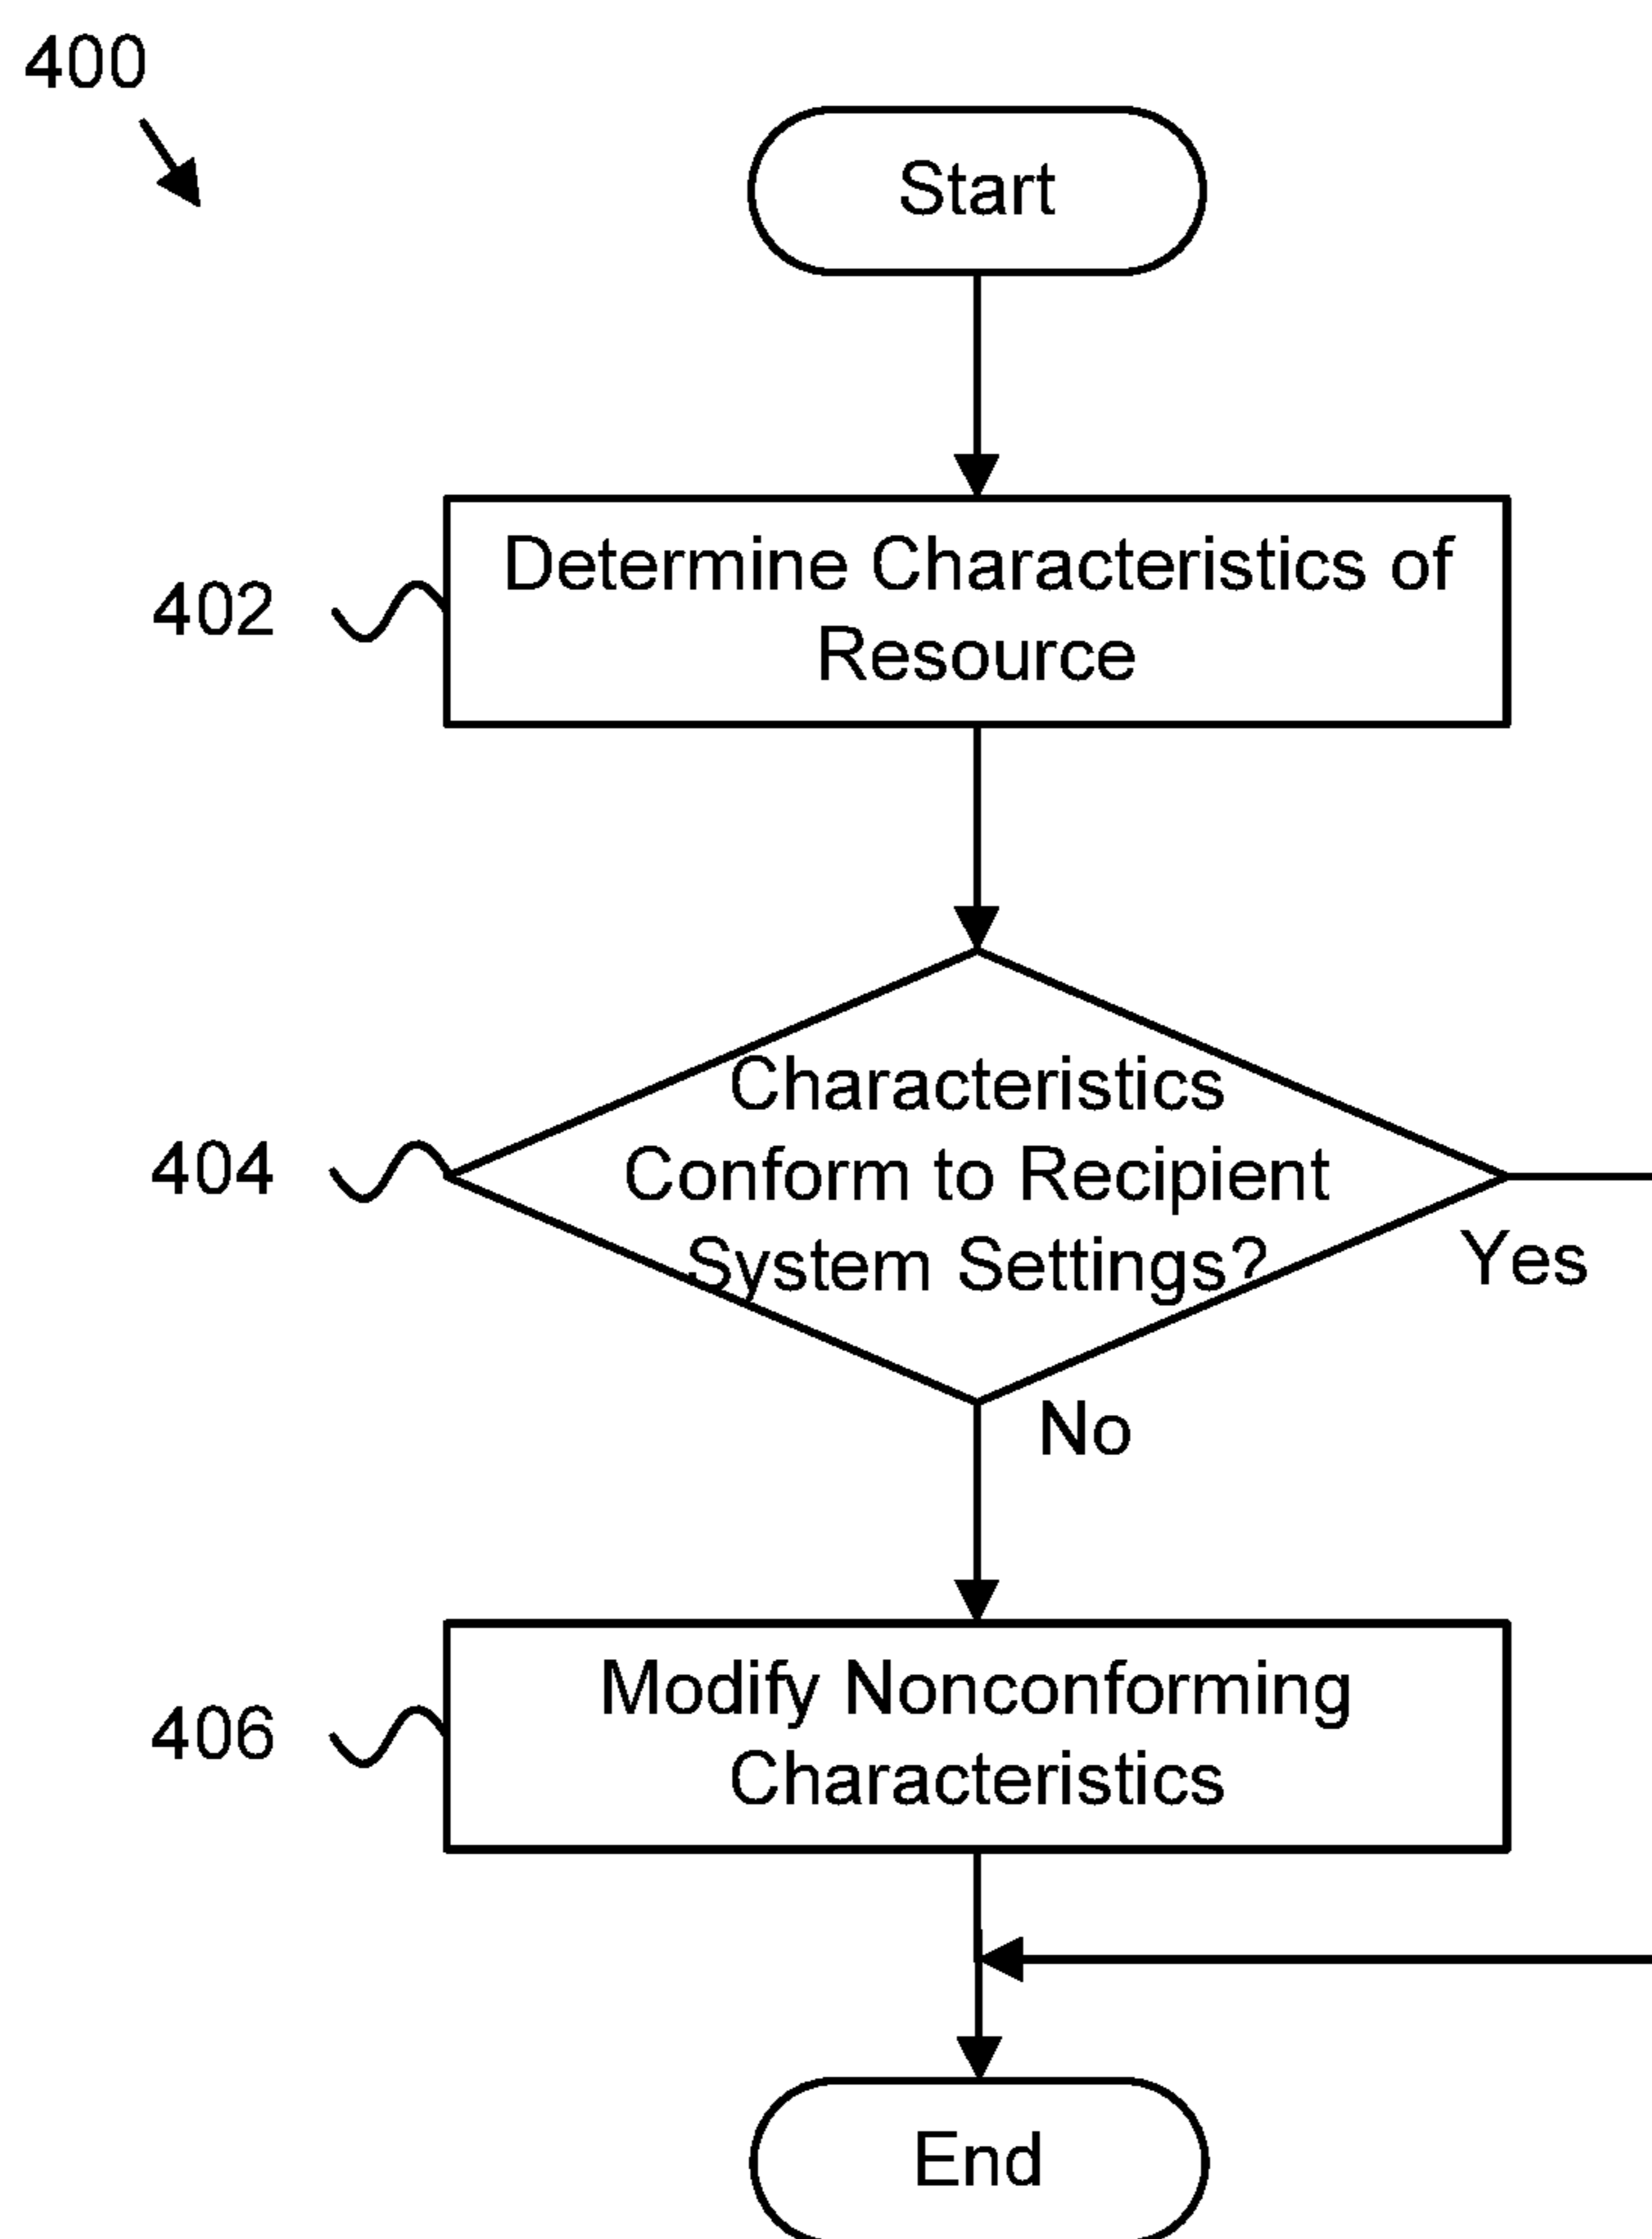 400
Start
402
Determine Characteristics of
Resource
404
Characteristics
Conform to Recipient
System Settings?
Yes
No
406
Modify Nonconforming
Characteristics
End